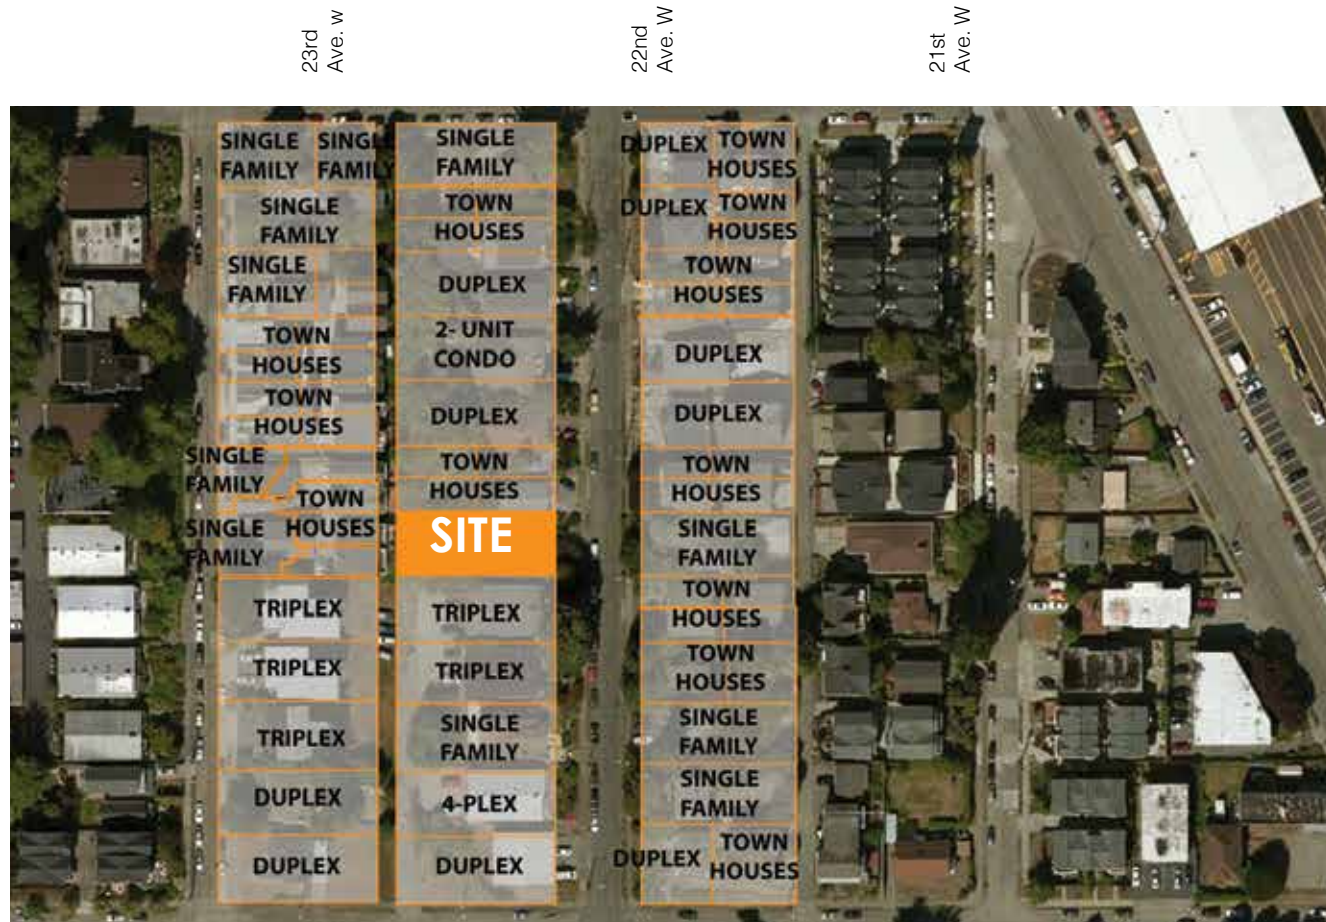 23rd
Ave. w
22nd
Ave. W
21st
Ave. W
SINGLE
FAMILY
SINGLE
FAMILY
SINGLE
FAMILY
SINGLE
FAMILY
TOWN
HOUSES
TOWN
HOUSES
SINGLE
FAMILY
TOWN
HOUSES
SINGLE
FAMILY
TRIPLEX
TRIPLEX
TRIPLEX
DUPLEX
DUPLEX
SINGLE
FAMILY
TOWN
HOUSES
DUPLEX
2- UNIT
CONDO
DUPLEX
TOWN
HOUSES
SITE
TRIPLEX
TRIPLEX
SINGLE
FAMILY
4-PLEX
DUPLEX
DUPLEX
TOWN
HOUSES
DUPLEX
TOWN
HOUSES
TOWN
HOUSES
DUPLEX
DUPLEX
TOWN
HOUSES
SINGLE
FAMILY
TOWN
HOUSES
TOWN
HOUSES
SINGLE
FAMILY
SINGLE
FAMILY
DUPLEX
TOWN
HOUSES